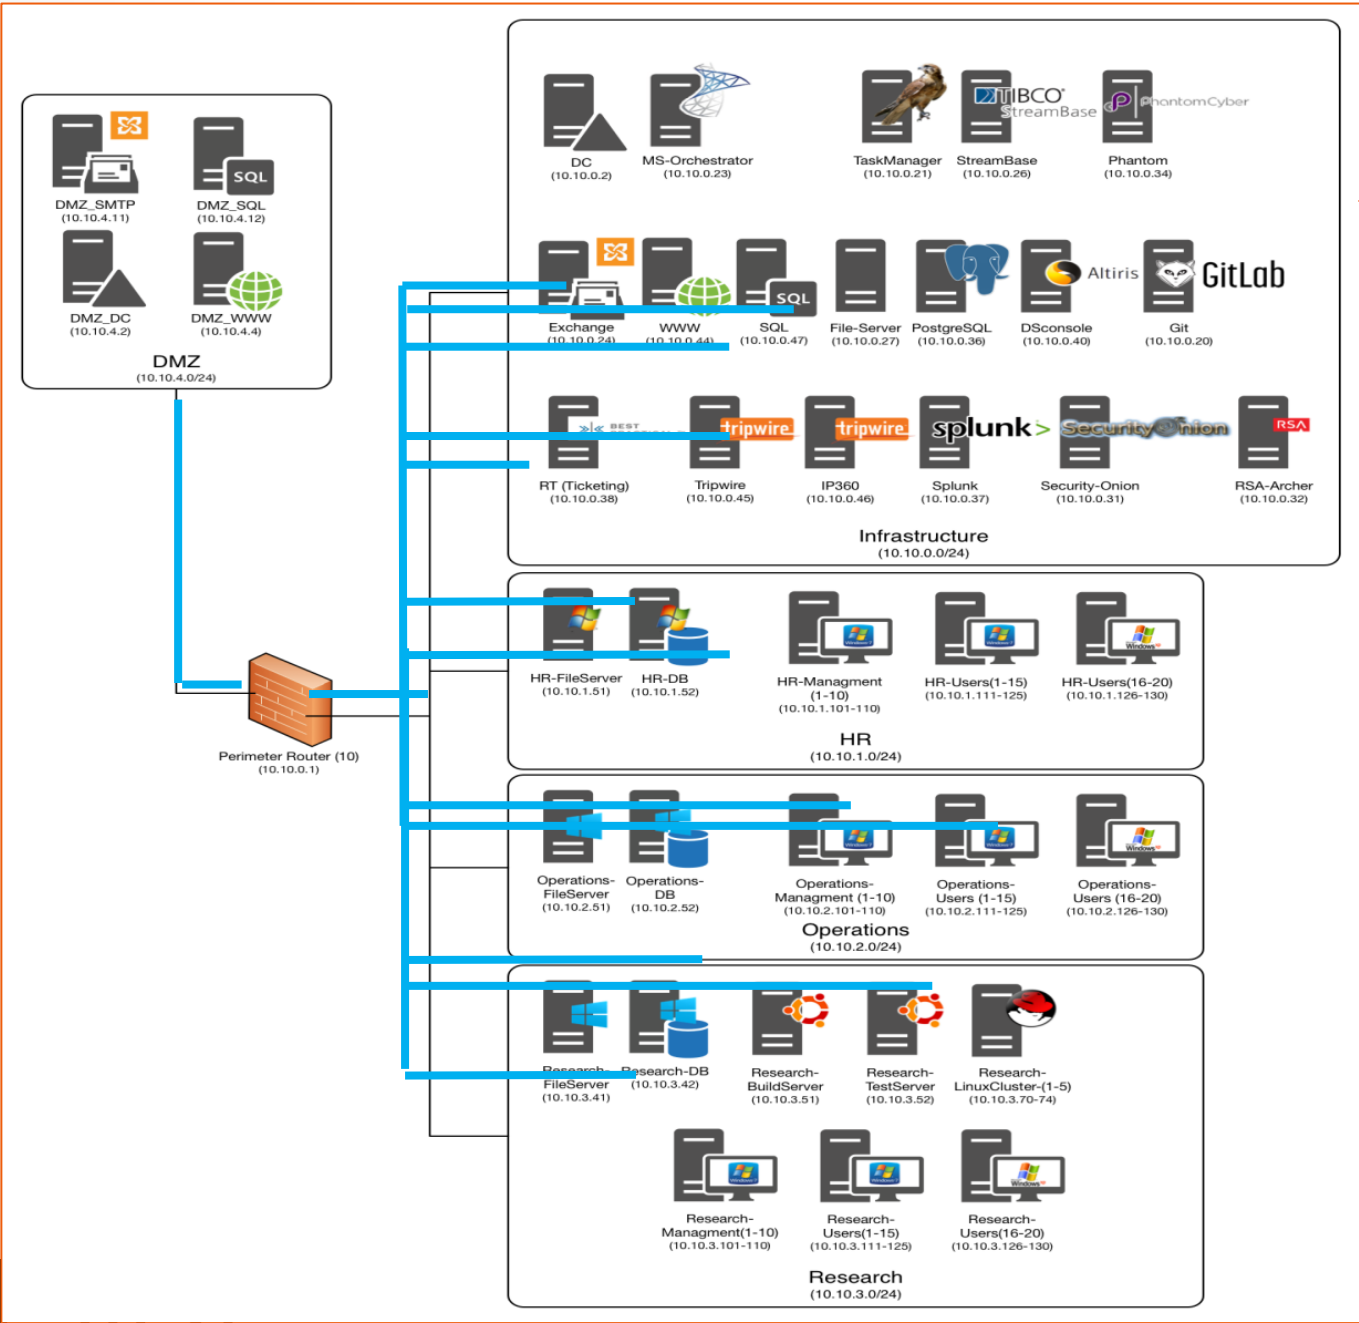 DMZ_SMTP
(10.10.4.11)
SQL
DMZ_SQL
(10.10.4.12)
DMZ_DC
(10.10.4.2)
DMZ_WWW
(10.10.4.4)
DMZ
(10.10.4.0/24)
Perimeter Router (10)
(10.10.0.1)
DC
(10.10.0.2)
MS-Orchestrator
(10.10.0.23)
TaskManager
(10.10.0.21)
TIBCO
StreamBase
StreamBase
(10.10.0.26)
PhantomCyber
Phantom
(10.10.0.34)
Exchange
(10.10.0.24)
WWW
(10.10.0.44)
SQL
SQL
(10.10.0.47)
File-Server
(10.10.0.27)
PostgreSQL
(10.10.0.36)
Altiris
DSconsole
(10.10.0.40)
GitLab
Git
(10.10.0.20)
BEST
RT (Ticketing)
(10.10.0.38)
tripwire
Tripwire
(10.10.0.45)
tripwire
IP360
(10.10.0.46)
splunk>
Splunk
(10.10.0.37)
SecurityOnion
Security-Onion
(10.10.0.31)
RSA
RSA-Archer
(10.10.0.32)
Infrastructure
(10.10.0.0/24)
HR-FileServer
(10.10.1.51)
HR-DB
(10.10.1.52)
HR-Managment
(1-10)
(10.10.1.101-110)
HR-Users(1-15)
(10.10.1.111-125)
HR-Users(16-20)
(10.10.1.126-130)
HR
(10.10.1.0/24)
Operations-
FileServer
(10.10.2.51)
Operations-
DB
(10.10.2.52)
Operations-
Managment (1-10)
(10.10.2.101-110)
Operations-
Users (1-15)
(10.10.2.111-125)
Operations-
Users (16-20)
(10.10.2.126-130)
Operations
(10.10.2.0/24)
Research-
FileServer
(10.10.3.41)
Research-DB
(10.10.3.42)
Research-
BuildServer
(10.10.3.51)
Research-
TestServer
(10.10.3.52)
Research-
LinuxCluster-(1-5)
(10.10.3.70-74)
Research-
Managment(1-10)
(10.10.3.101-110)
Research-
Users(1-15)
(10.10.3.111-125)
Research-
Users(16-20)
(10.10.3.126-130)
Research
(10.10.3.0/24)